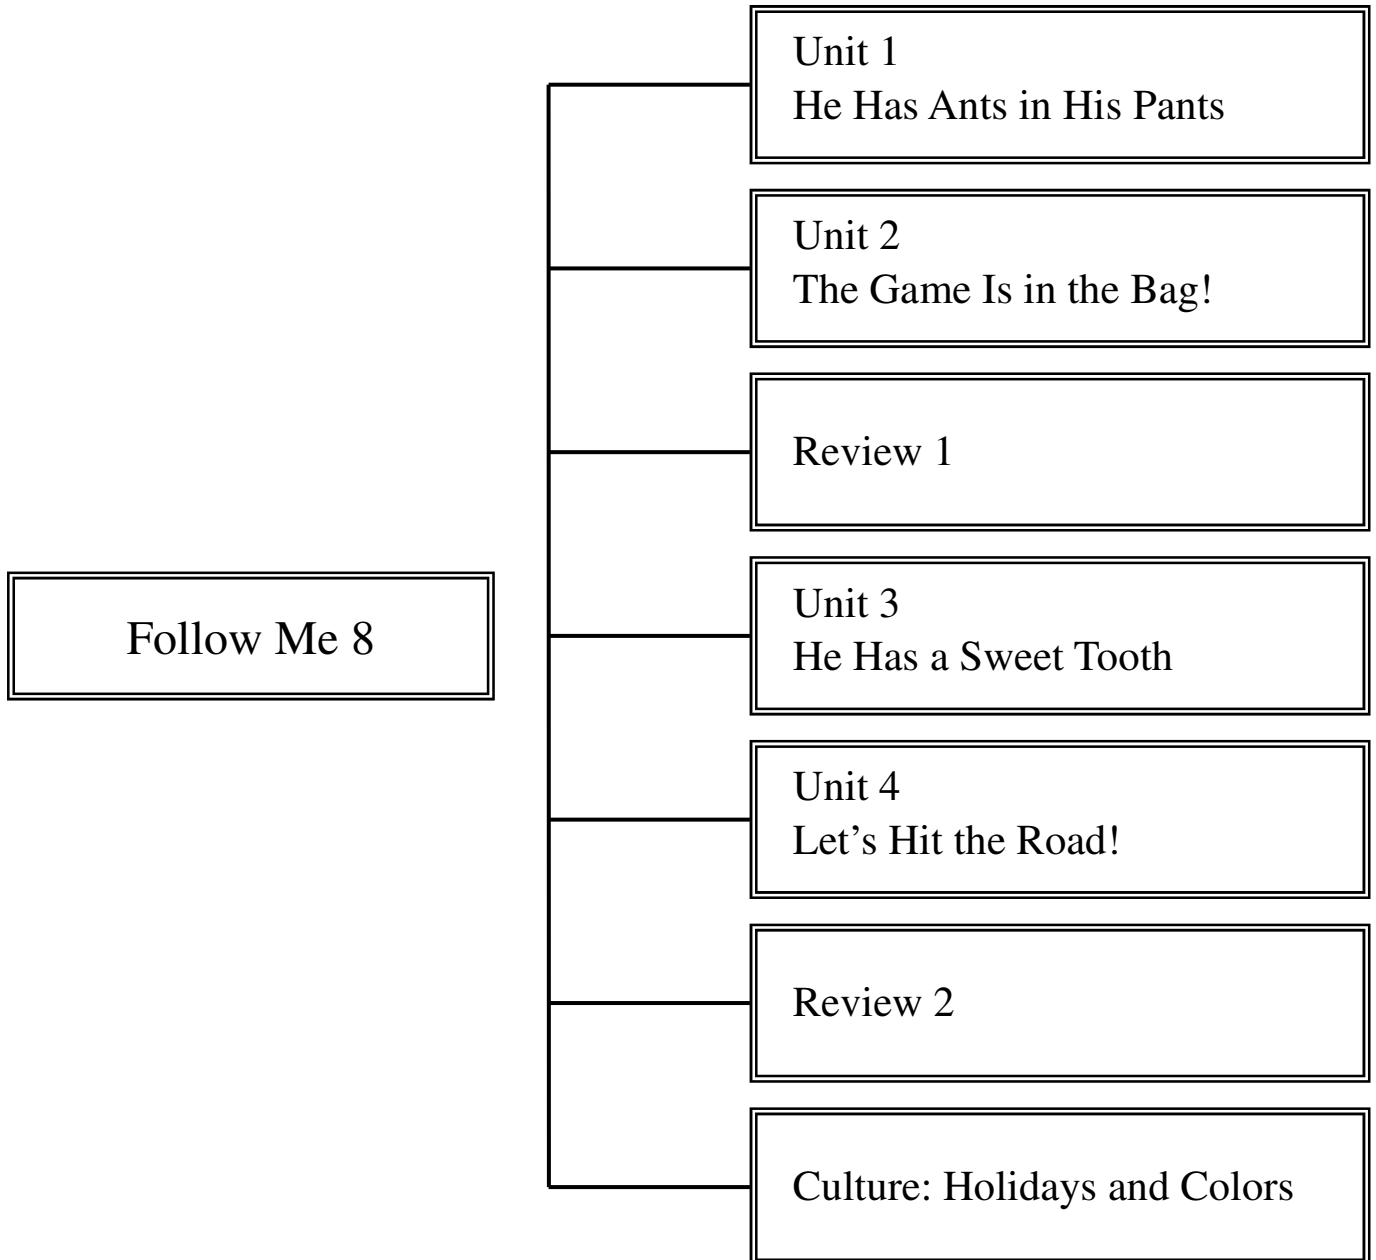 Unit 1
He Has Ants in His Pants
Unit 2
The Game Is in the Bag!
Review 1
Follow Me 8
Unit 3
He Has a Sweet Tooth
Unit 4
Let’s Hit the Road!
Review 2
Culture: Holidays and Colors